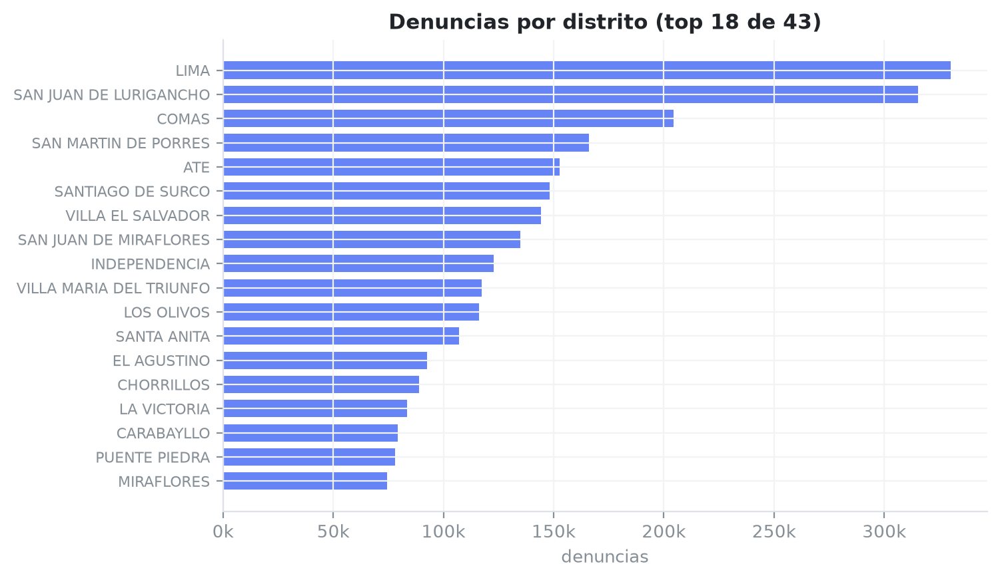 Denuncias por distrito (top 18 de 43)
LIMA
SAN JUAN DE LURIGANCHO
COMAS
SAN MARTIN DE PORRES
ATE
SANTIAGO DE SURCO
VILLA EL SALVADOR
SAN JUAN DE MIRAFLORES
INDEPENDENCIA
VILLA MARIA DEL TRIUNFO
LOS OLIVOS
SANTA ANITA
EL AGUSTINO
CHORRILLOS
LA VICTORIA
CARABAYLLO
PUENTE PIEDRA
MIRAFLORES
0k 50k 100k 150k 200k 250k 300k
denuncias